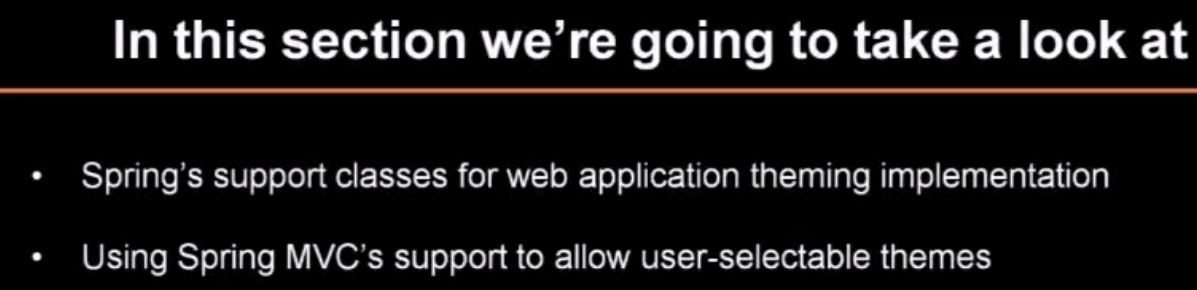 In this section we're going to take a look at
• Spring's support classes for web application theming implementation
• Using Spring MVC's support to allow user-selectable themes